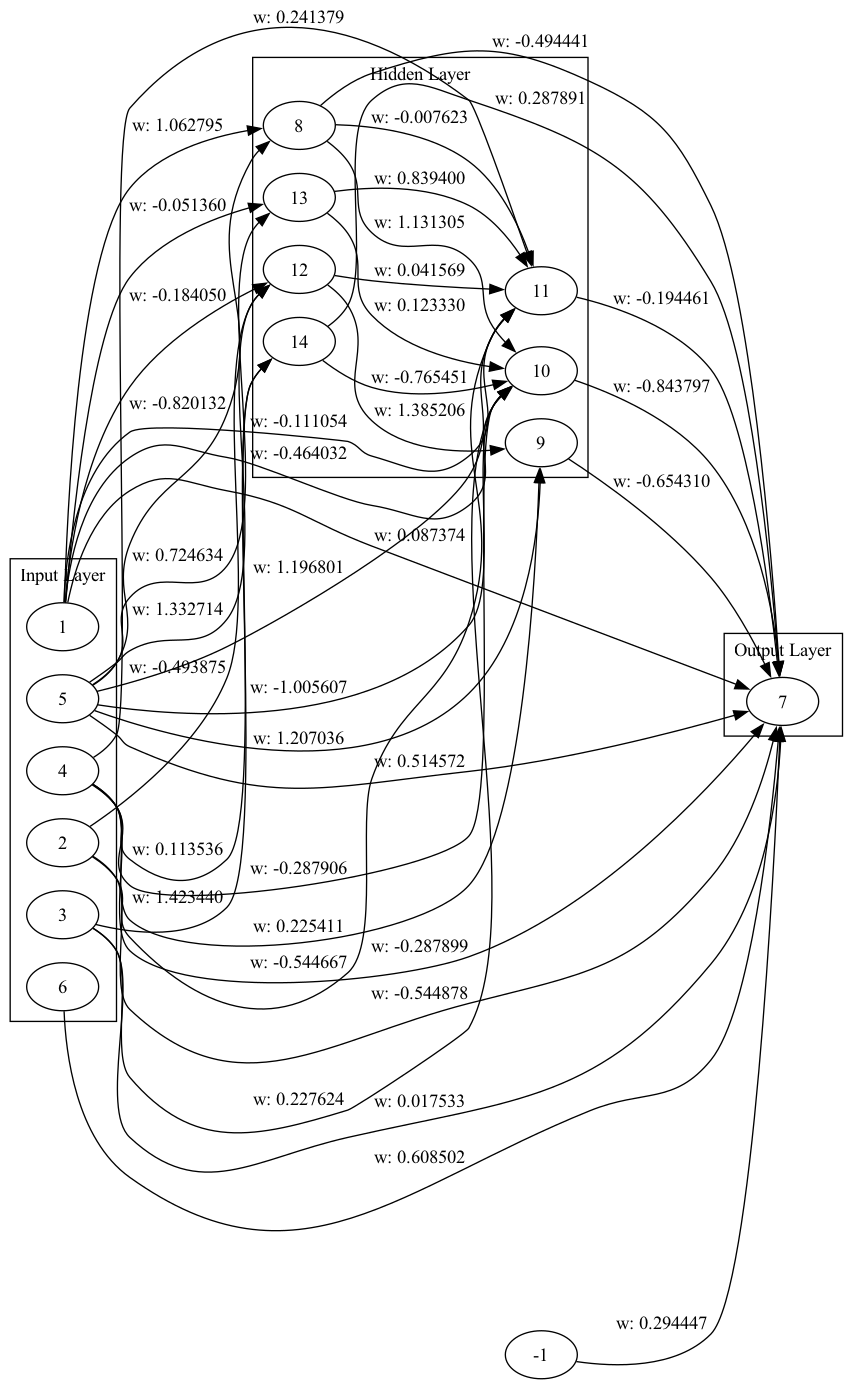 w: 0.241379
w: -0.494441
Hidden Layer
w: 0.287891
w: -0.007623
8
w: 1.062795
w: 0.839400
13
w: -0.051360
w: 1.131305
12
w: 0.041569
11
w: -0.184050
w: -0.194461
w: 0.123330
14
w: -0.765451
10
w: -0.843797
w: -0.820132
w: 1.385206
w: -0.111054
9
w: -0.464032
w: -0.654310
w: 0.087374
w: 0.724634
w: 1.196801
Input Layer
w: 1.332714
1
Output Layer
w: -0.493875
w: -1.005607
5
7
w: 1.207036
w: 0.514572
4
2
w: 0.113536
w: -0.287906
w: 1.423440
3
w: 0.225411
w: -0.287899
w: -0.544667
6
w: -0.544878
w: 0.227624
w: 0.017533
w: 0.608502
w: 0.294447
-1